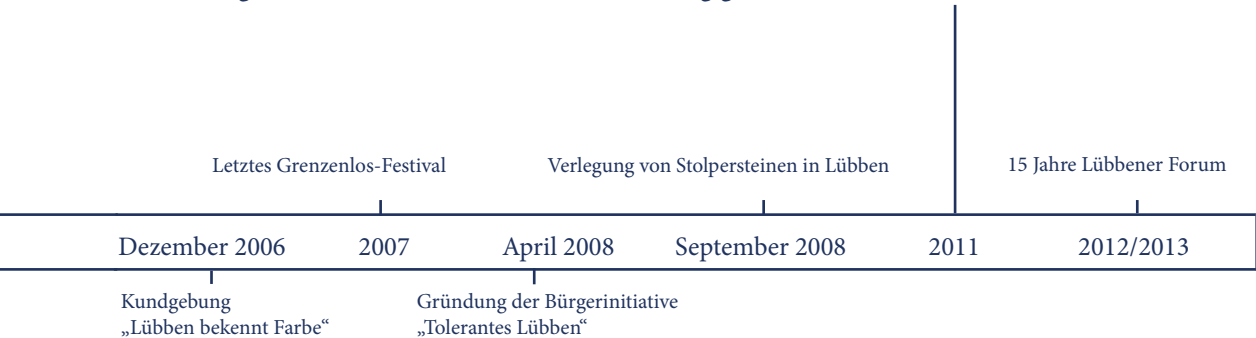 Letztes Grenzenlos-Festival
Verlegung von Stolpersteinen in Lübben
15 Jahre Lübbener Forum
Dezember 2006
2007
April 2008
September 2008
2011
2012/2013
Kundgebung
„Lübben bekennt Farbe“
Gründung der Bürgerinitiative
„Tolerantes Lübben“